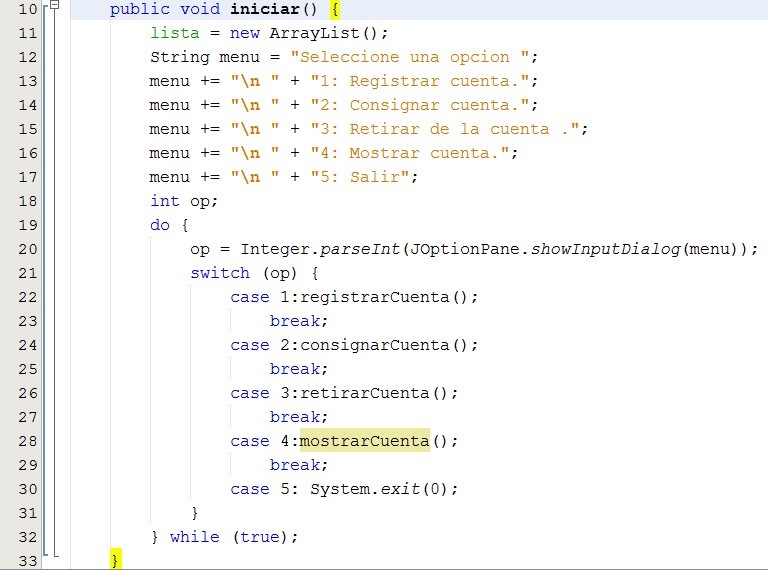 10 public void iniciar() {
11 lista = new ArrayList();
12 String menu = "Seleccione una opcion ";
13 menu += "\n " + "1: Registrar cuenta.";
14 menu += "\n " + "2: Consignar cuenta.";
15 menu += "\n " + "3: Retirar de la cuenta .";
16 menu += "\n " + "4: Mostrar cuenta.";
17 menu += "\n " + "5: Salir";
18 int op;
19 do {
20 op = Integer.parseInt(JOptionPane.showInputDialog(menu));
21 switch (op) {
22 case 1:registrarCuenta();
23 break;
24 case 2:consignarCuenta();
25 break;
26 case 3:retirarCuenta();
27 break;
28 case 4:mostrarCuenta();
29 break;
30 case 5: System.exit(0);
31 }
32 } while (true);
33 }